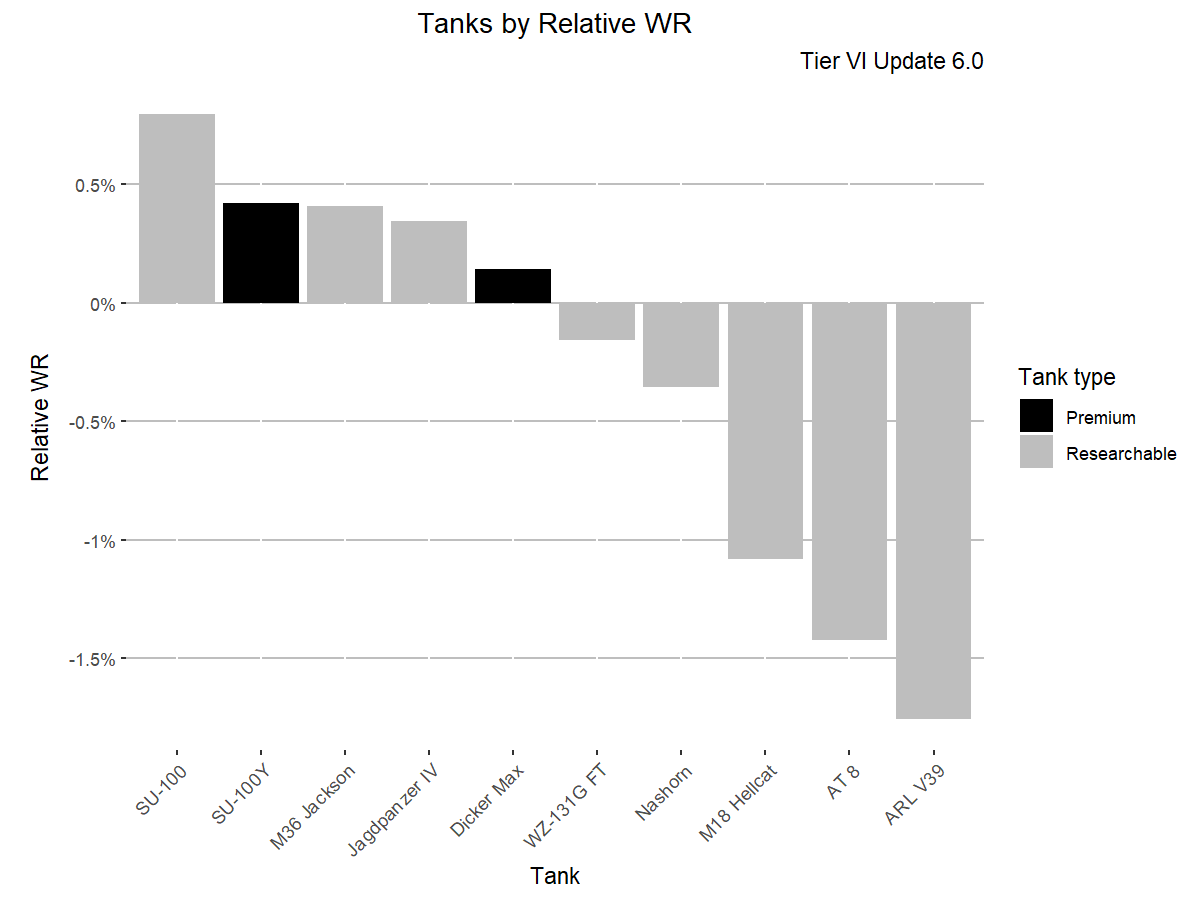 Tanks by Relative WR
Tier VI Update 6.0
0.5%
0%
-0.5%
-1%
-1.5%
Relative WR
SU-100
SU-100Y
M36 Jackson
Jagdpanzer IV
Dicker Max
WZ-131G FT
Nashorn
M18 Hellcat
AT 8
ARL V39
Tank
Tank type
Premium
Researchable